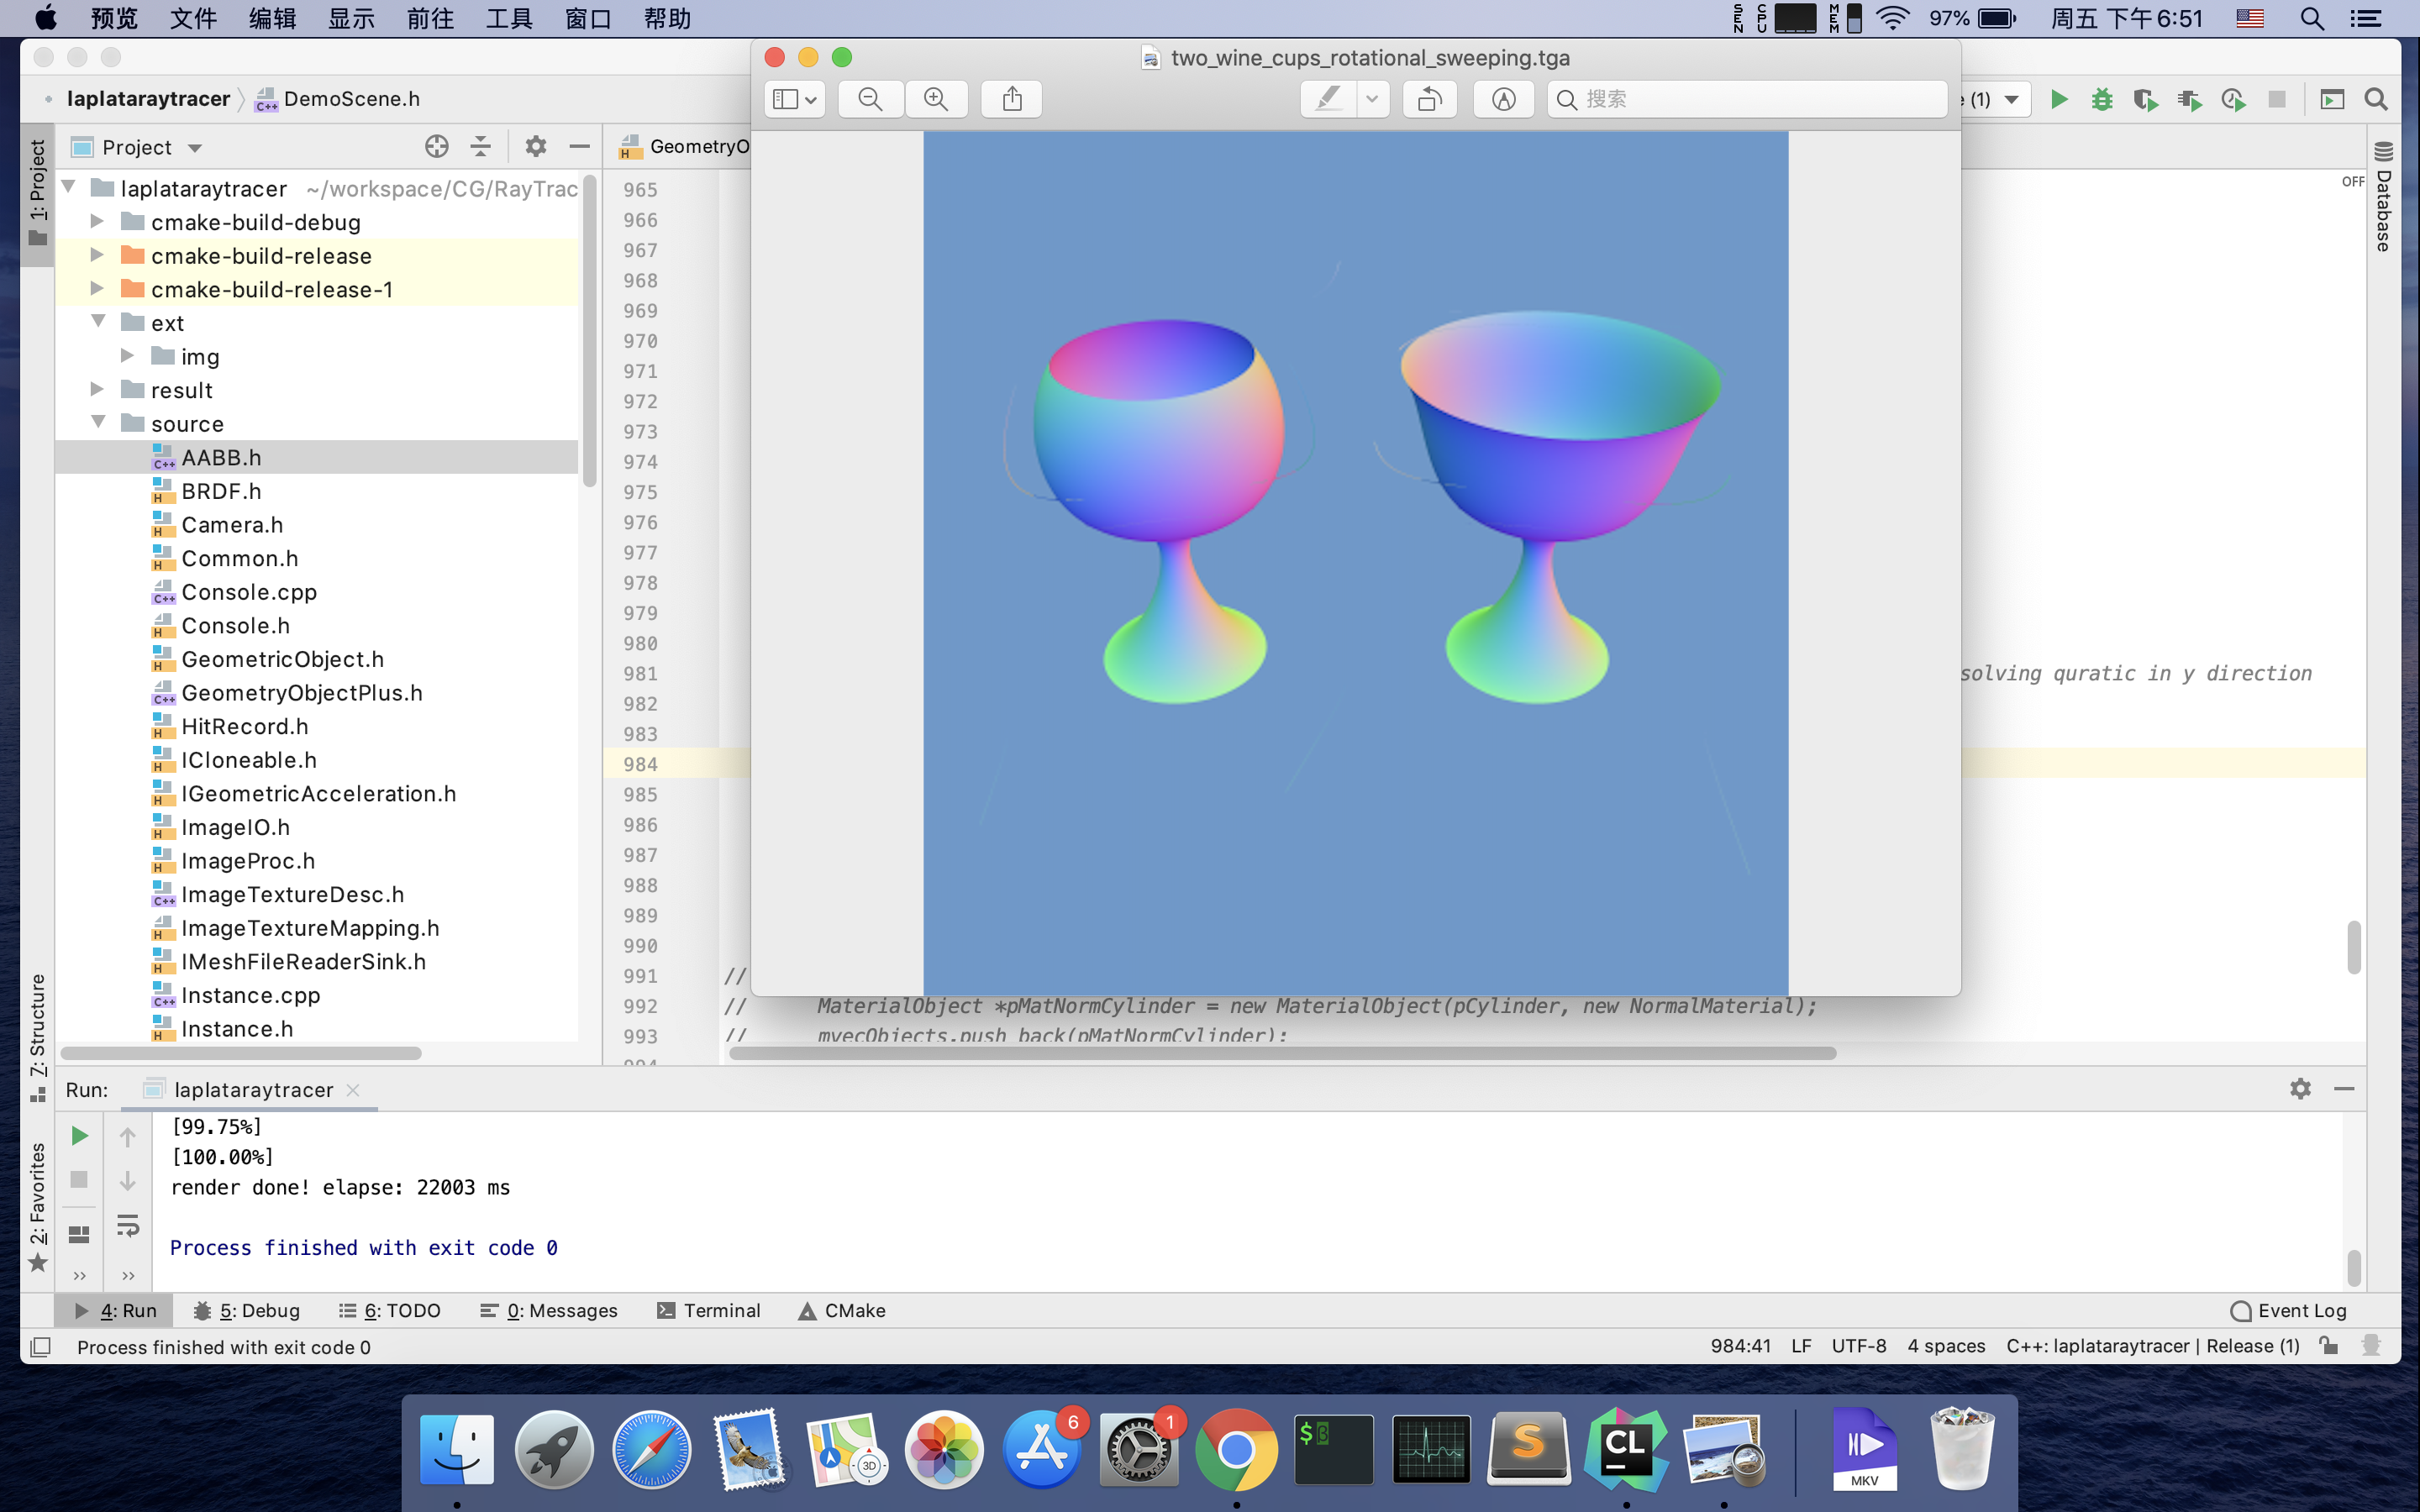 预览 文件 编辑 显示 前往 工具 窗口 帮助
SEN CPU MEM 97% 周五 下午6:51
two_wine_cups_rotational_sweeping.tga
搜索
laplataraytracer DemoScene.h
(1)
1: Project
Project
GeometryO
laplataraytracer ~/workspace/CG/RayTrac
cmake-build-debug
cmake-build-release
cmake-build-release-1
ext
img
result
source
AABB.h
BRDF.h
Camera.h
Common.h
Console.cpp
Console.h
GeometricObject.h
GeometryObjectPlus.h
HitRecord.h
ICloneable.h
IGeometricAcceleration.h
ImageIO.h
ImageProc.h
ImageTextureDesc.h
ImageTextureMapping.h
IMeshFileReaderSink.h
Instance.cpp
Instance.h
965
966
967
968
969
970
971
972
973
974
975
976
977
978
979
980
981 solving quratic in y direction
982
983
984
985
986
987
988
989
990
991 //
992 // MaterialObject *pMatNormCylinder = new MaterialObject(pCylinder, new NormalMaterial);
993 // mvecObjects.push_back(pMatNormCylinder);
994
OFF
Database
7: Structure
2: Favorites
Run: laplataraytracer
[99.75%]
[100.00%]
render done! elapse: 22003 ms
Process finished with exit code 0
4: Run 5: Debug 6: TODO 0: Messages Terminal CMake Event Log
Process finished with exit code 0 984:41 LF UTF-8 4 spaces C++: laplataraytracer | Release (1)
6
1
3D
$
S
CL
MKV